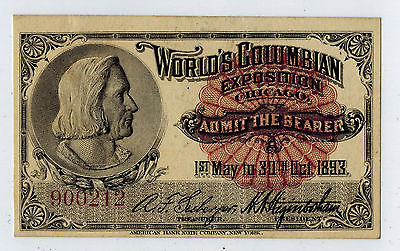 WORLD'S COLUMBIAN
EXPOSITION
CHICAGO.
ADMIT THE BEARER
1ST May to 30TH Oct. 1893.
900212
TREASURER
PRESIDENT
AMERICAN BANK NOTE COMPANY, NEW YORK.